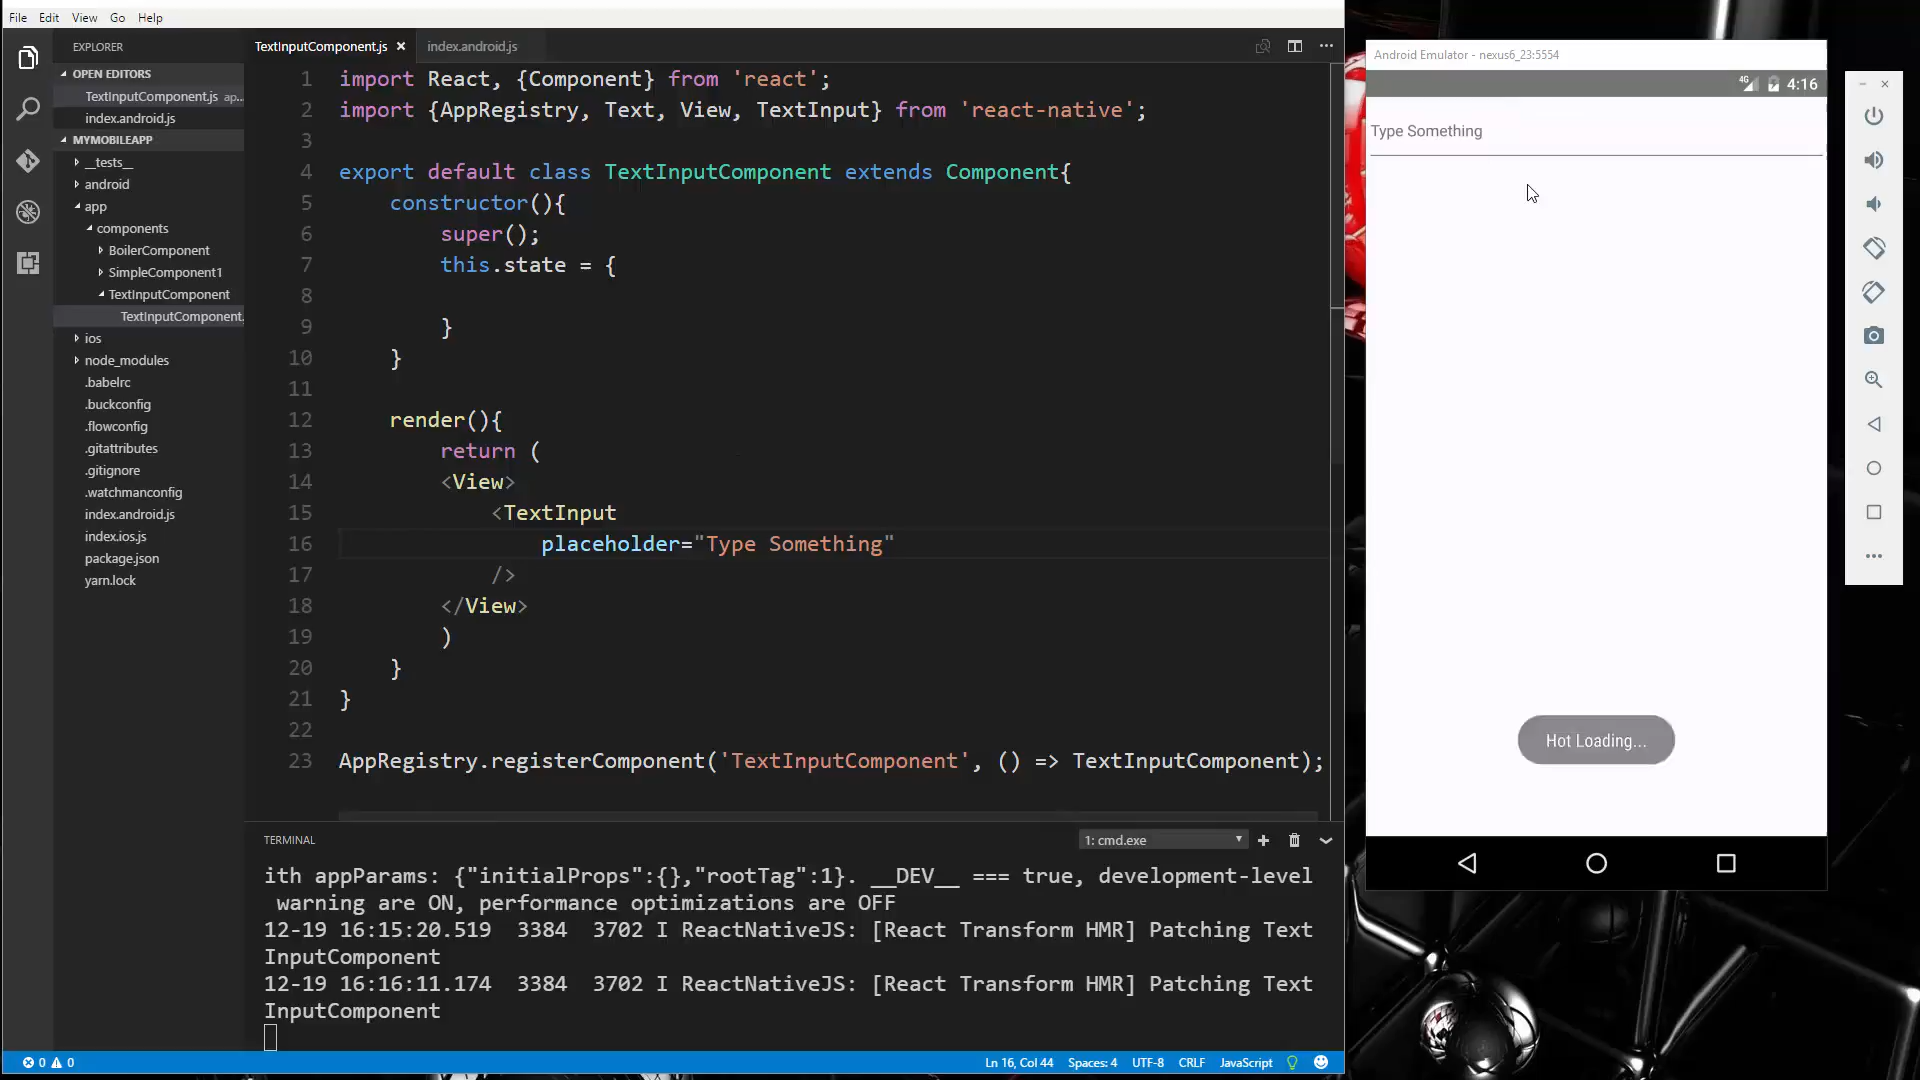 File Edit View Go Help
EXPLORER
OPEN EDITORS
TextInputComponent.js ap...
index.android.js
MYMOBILEAPP
__tests__
android
app
components
BoilerComponent
SimpleComponent1
TextInputComponent
TextInputComponent.
ios
node_modules
.babelrc
.buckconfig
.flowconfig
.gitattributes
.gitignore
.watchmanconfig
index.android.js
index.ios.js
package.json
yarn.lock
TextInputComponent.js index.android.js
1 import React, {Component} from 'react';
2 import {AppRegistry, Text, View, TextInput} from 'react-native';
3
4 export default class TextInputComponent extends Component{
5 constructor(){
6 super();
7 this.state = {
8
9 }
10 }
11
12 render(){
13 return (
14 <View>
15 <TextInput
16 placeholder="Type Something"
17 />
18 </View>
19 )
20 }
21 }
22
23 AppRegistry.registerComponent('TextInputComponent', () => TextInputComponent);
TERMINAL
1: cmd.exe
ith appParams: {"initialProps":{},"rootTag":1}. __DEV__ === true, development-level
warning are ON, performance optimizations are OFF
12-19 16:15:20.519 3384 3702 I ReactNativeJS: [React Transform HMR] Patching Text
InputComponent
12-19 16:16:11.174 3384 3702 I ReactNativeJS: [React Transform HMR] Patching Text
InputComponent
0 0
Ln 16, Col 44 Spaces: 4 UTF-8 CRLF JavaScript
Android Emulator - nexus6_23:5554
4G 4:16
Type Something
Hot Loading...